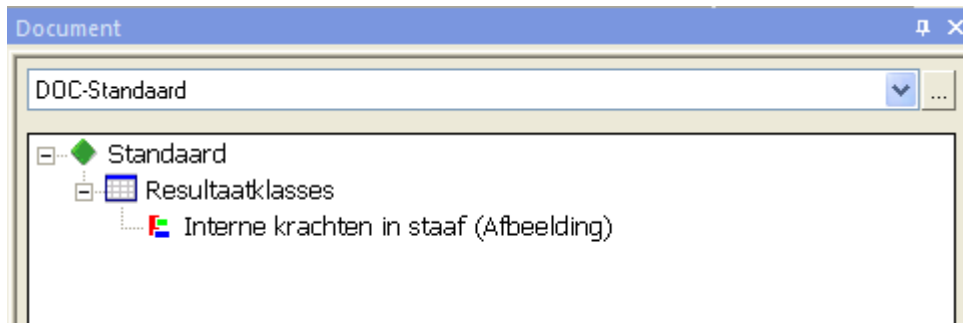 Document
DOC-Standaard
...
Standaard
Resultaatklasses
Interne krachten in staaf (Afbeelding)